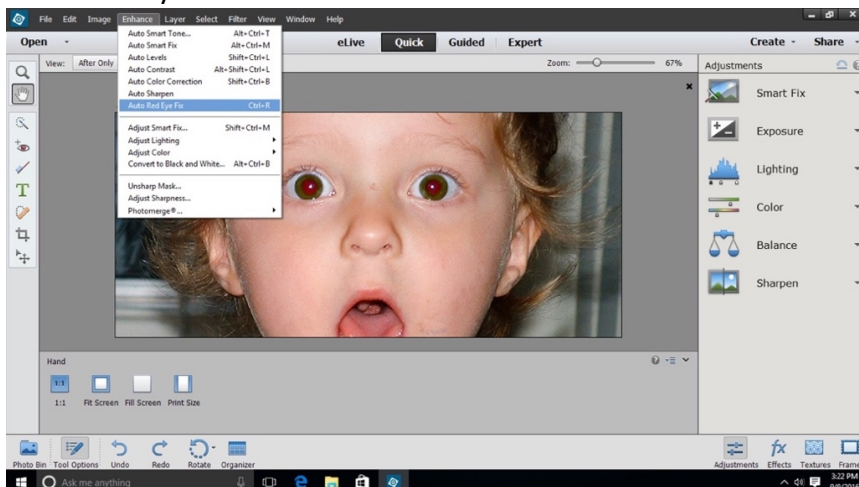 File Edit Image Enhance Layer Select Filter View Window Help
Open eLive Quick Guided Expert Create Share
View: After Only Zoom: 67% Adjustments
Auto Smart Tone... Alt+Ctrl+T
Auto Smart Fix Alt+Ctrl+M
Auto Levels Shift+Ctrl+L
Auto Contrast Alt+Shift+Ctrl+L
Auto Color Correction Shift+Ctrl+B
Auto Sharpen
Auto Red Eye Fix Ctrl+R
Adjust Smart Fix... Shift+Ctrl+M
Adjust Lighting
Adjust Color
Convert to Black and White... Alt+Ctrl+B
Unsharp Mask...
Adjust Sharpness...
Photomerge®...
Smart Fix
Exposure
Lighting
Color
Balance
Sharpen
T
Hand
1:1
1:1 Fit Screen Fill Screen Print Size
fx
Photo Bin Tool Options Undo Redo Rotate Organizer Adjustments Effects Textures Frame
Ask me anything 3:22 PM